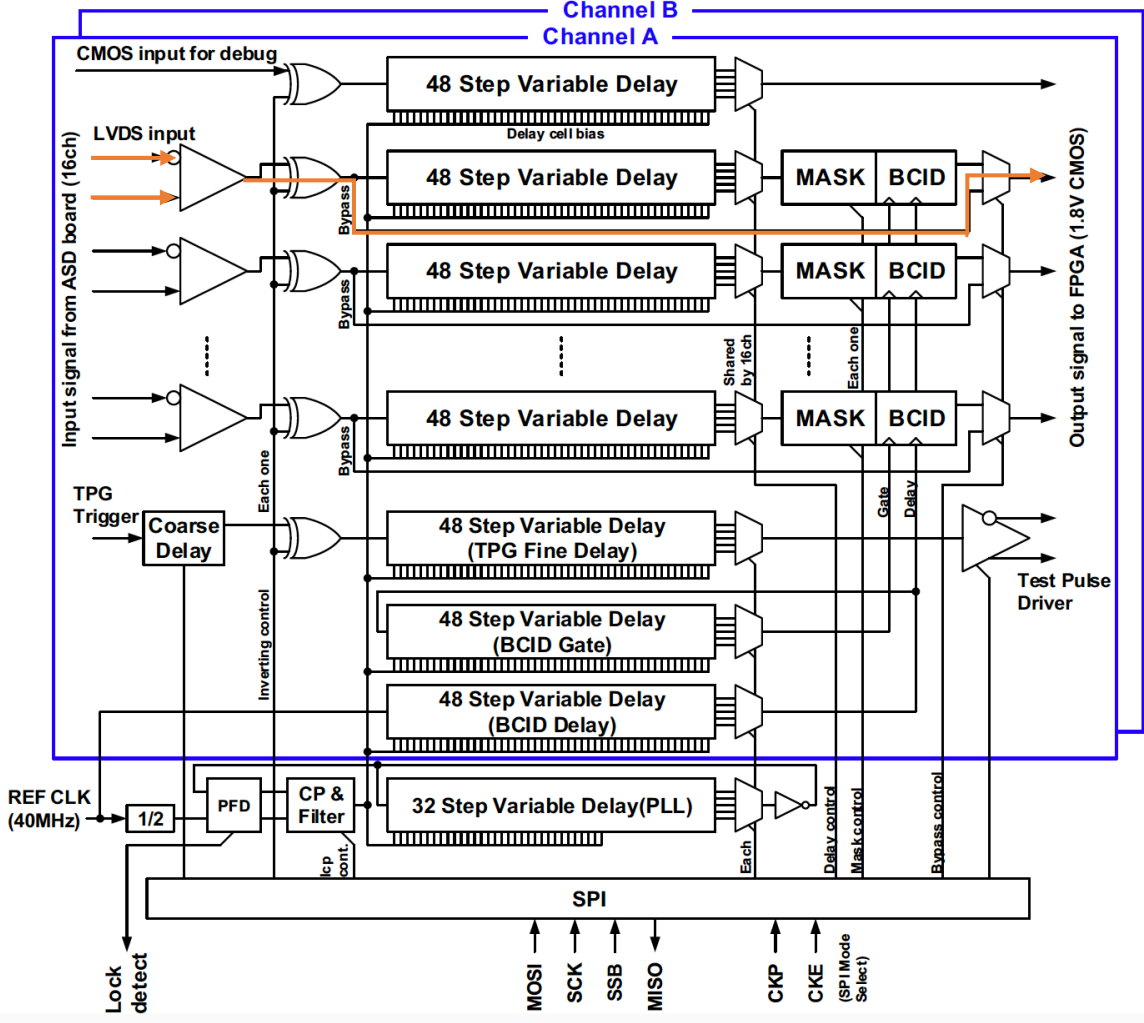 Channel B
Channel A
CMOS input for debug
48 Step Variable Delay
Delay cell bias
LVDS input
Input signal from ASD board (16ch)
48 Step Variable Delay
MASK
BCID
Bypass
Output signal to FPGA (1.8V CMOS)
48 Step Variable Delay
MASK
BCID
Bypass
Shared
by 16ch
Each one
48 Step Variable Delay
MASK
BCID
Bypass
Each one
Gate
Delay
TPG
Trigger
Coarse
Delay
48 Step Variable Delay
(TPG Fine Delay)
Test Pulse
Driver
Inverting control
48 Step Variable Delay
(BCID Gate)
48 Step Variable Delay
(BCID Delay)
REF CLK
(40MHz)
1/2
PFD
CP &
Filter
32 Step Variable Delay(PLL)
Icp
cont.
Each
Delay control
Mask control
Bypass control
SPI
Lock
detect
MOSI
SCK
SSB
MISO
CKP
CKE
(SPI Mode
Select)